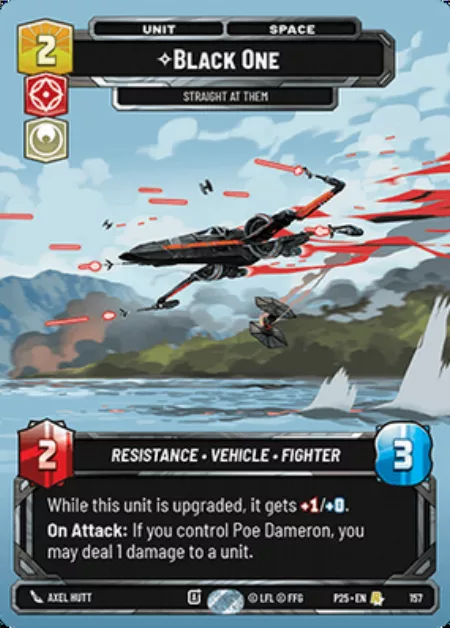 UNIT SPACE
2
✧BLACK ONE
STRAIGHT AT THEM
2
RESISTANCE • VEHICLE • FIGHTER
3
While this unit is upgraded, it gets +1/+0.
On Attack: If you control Poe Dameron, you
may deal 1 damage to a unit.
AXEL HUTT © LFL © FFG P25 • EN 157